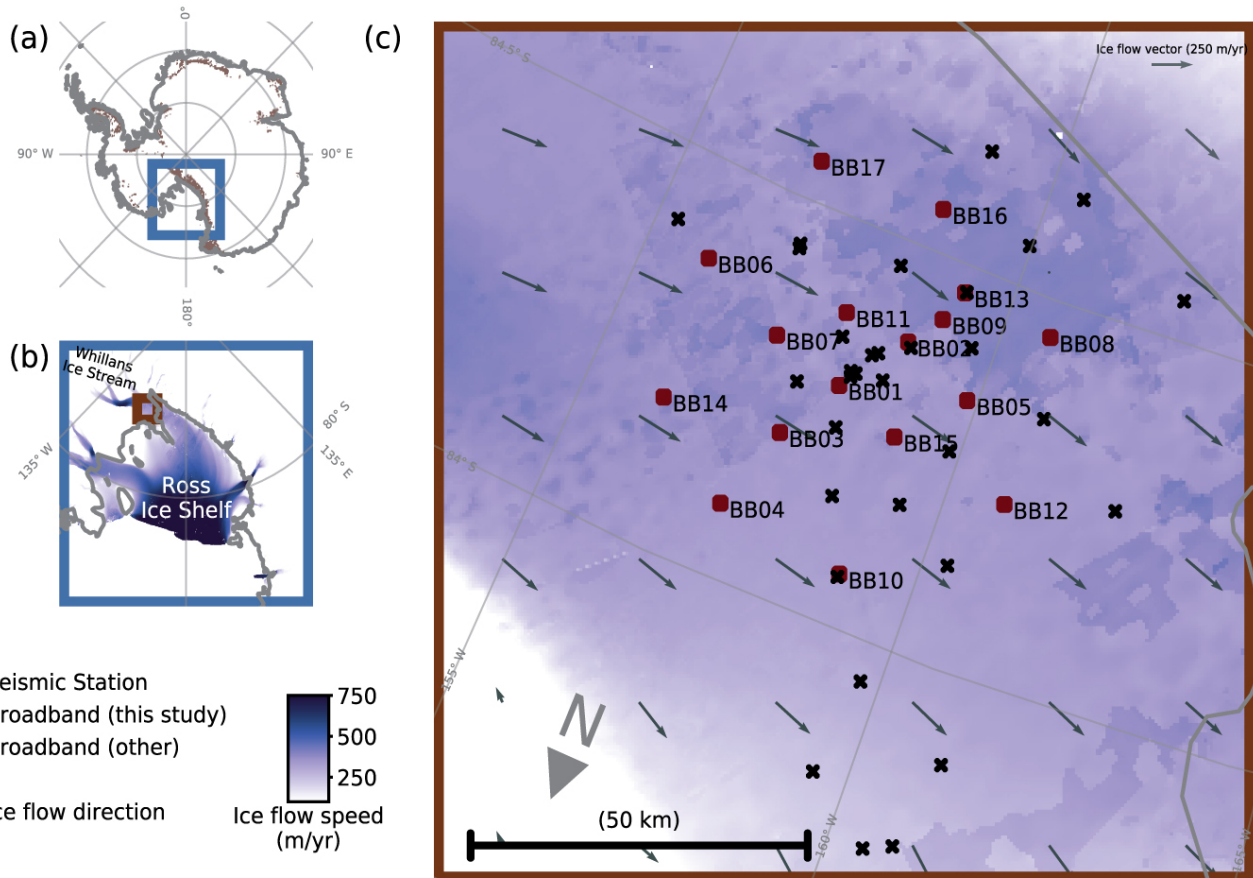 (a)
0°
90° W
90° E
180°
(b)
Whillans
Ice Stream
80° S
135° W
135° E
Ross
Ice Shelf
eismic Station
roadband (this study)
roadband (other)
ce flow direction
750
500
250
Ice flow speed
(m/yr)
(c)
84.5° S
Ice flow vector (250 m/yr)
BB17
BB16
BB06
BB13
BB11
BB09
BB07
BB02
BB08
BB01
BB14
BB05
BB03
BB15
84° S
BB04
BB12
BB10
155° W
N
(50 km)
160° W
165° W